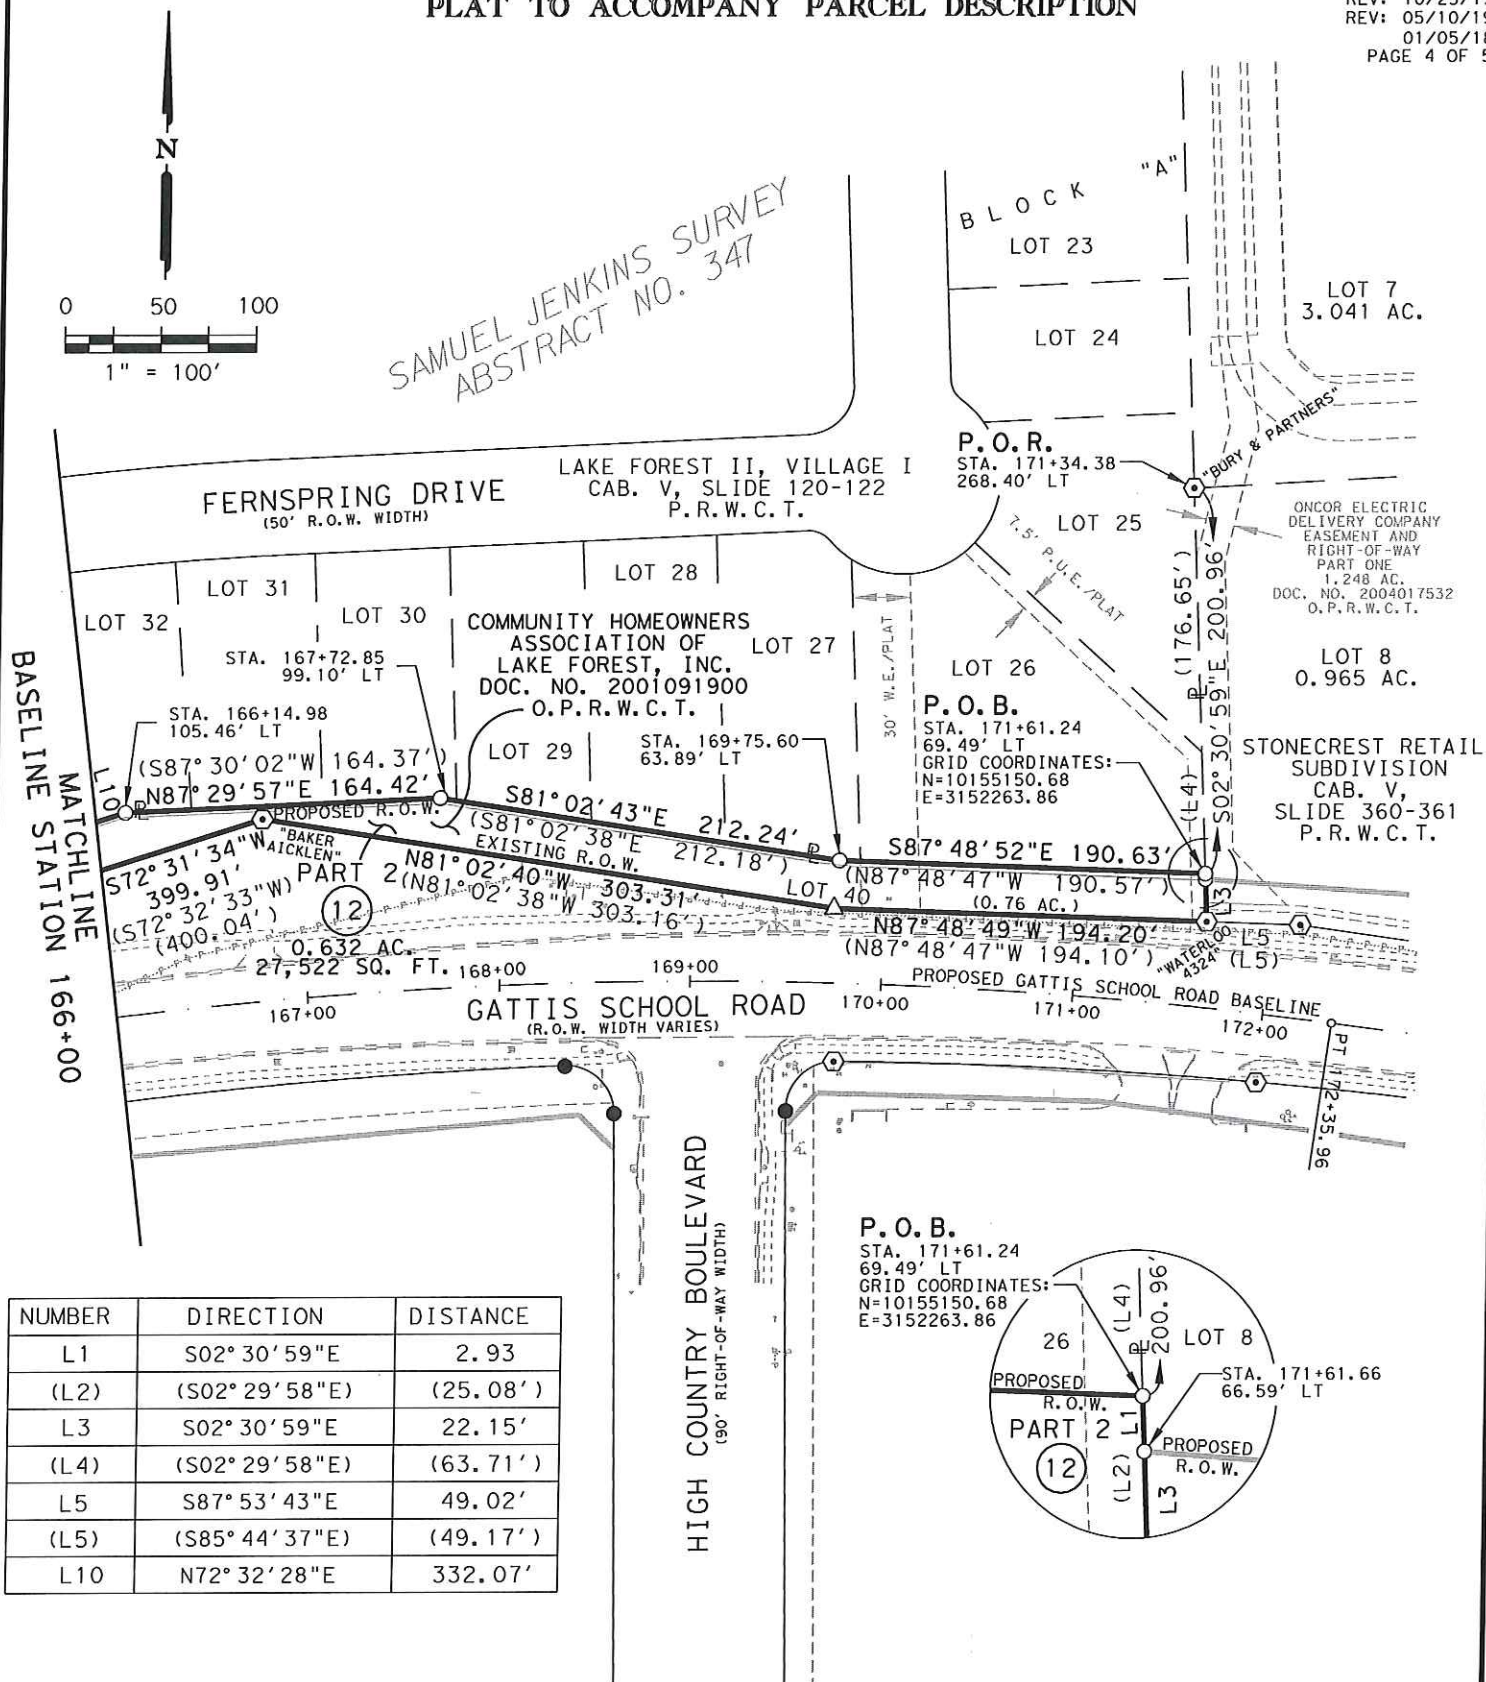 PLAT TO ACCOMPANY PARCEL DESCRIPTION
REV: 10/25/1
REV: 05/10/19
01/05/18
PAGE 4 OF 5
N
0 50 100
1" = 100'
SAMUEL JENKINS SURVEY
ABSTRACT NO. 347
BLOCK "A"
LOT 23
LOT 24
LOT 7
3.041 AC.
"BURY & PARTNERS"
P.O.R.
STA. 171+34.38
268.40' LT
LOT 25
LAKE FOREST II, VILLAGE I
CAB. V, SLIDE 120-122
P.R.W.C.T.
FERNSPRING DRIVE
(50' R.O.W. WIDTH)
ONCOR ELECTRIC
DELIVERY COMPANY
EASEMENT AND
RIGHT-OF-WAY
PART ONE
1.248 AC.
DOC. NO. 2004017532
O.P.R.W.C.T.
7.5' P.U.E./PLAT
(176.65')
S02°30'59"E 200.96'
LOT 32
LOT 31
LOT 30
LOT 28
LOT 27
LOT 26
LOT 29
COMMUNITY HOMEOWNERS
ASSOCIATION OF
LAKE FOREST, INC.
DOC. NO. 2001091900
O.P.R.W.C.T.
STA. 167+72.85
99.10' LT
STA. 166+14.98
105.46' LT
STA. 169+75.60
63.89' LT
30' W.E./PLAT
LOT 8
0.965 AC.
P.O.B.
STA. 171+61.24
69.49' LT
GRID COORDINATES:
N=10155150.68
E=3152263.86
STONECREST RETAIL
SUBDIVISION
CAB. V,
SLIDE 360-361
P.R.W.C.T.
MATCHLINE
BASELINE STATION 166+00
L10
(S87°30'02"W 164.37')
N87°29'57"E 164.42'
PROPOSED R.O.W.
S81°02'43"E 212.24'
(S81°02'38"E 212.18')
EXISTING R.O.W.
S87°48'52"E 190.63'
(N87°48'47"W 190.57')
(L4)
L3
"BAKER
AICKLEN"
S72°31'34"W
399.91'
(S72°32'33"W)
(400.04')
PART 2
12
0.632 AC.
27,522 SQ. FT.
N81°02'40"W 303.31'
(N81°02'38"W 303.16')
LOT 40
(0.76 AC.)
N87°48'49"W 194.20'
(N87°48'47"W 194.10')
"WATERLOO
4324"
L5
(L5)
167+00
168+00
169+00
170+00
171+00
172+00
PROPOSED GATTIS SCHOOL ROAD BASELINE
GATTIS SCHOOL ROAD
(R.O.W. WIDTH VARIES)
PT 172+35.96
HIGH COUNTRY BOULEVARD
(90' RIGHT-OF-WAY WIDTH)
P.O.B.
STA. 171+61.24
69.49' LT
GRID COORDINATES:
N=10155150.68
E=3152263.86
26
(L4)
200.96'
LOT 8
STA. 171+61.66
66.59' LT
PROPOSED
R.O.W.
PART 2
12
L1
(L2)
L3
PROPOSED
R.O.W.
NUMBER DIRECTION DISTANCE
L1 S02°30'59"E 2.93
(L2) (S02°29'58"E) (25.08')
L3 S02°30'59"E 22.15'
(L4) (S02°29'58"E) (63.71')
L5 S87°53'43"E 49.02'
(L5) (S85°44'37"E) (49.17')
L10 N72°32'28"E 332.07'